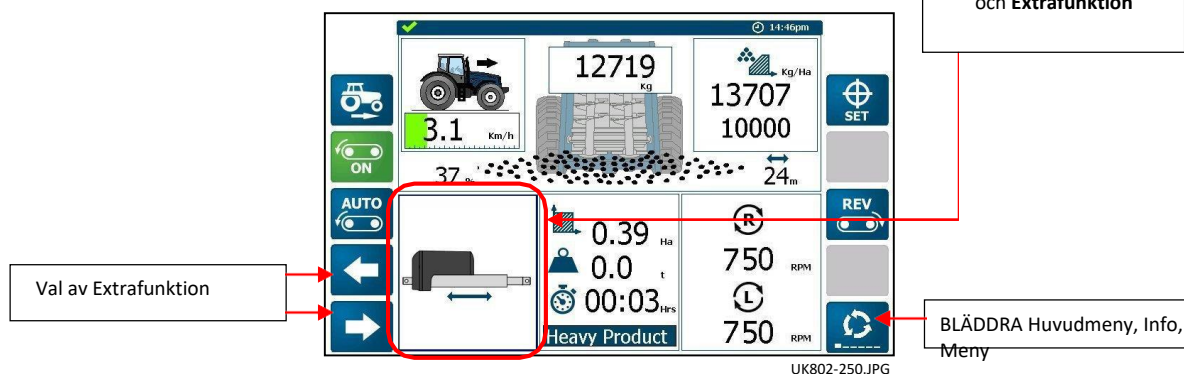 och Extrafunktion
14:46pm
12719
Kg
Kg/Ha
13707
10000
SET
3.1 Km/h
ON
37 %
24m
AUTO
REV
R
0.39 Ha
750 RPM
0.0 t
Val av Extrafunktion
L
00:03Hrs
BLÄDDRA Huvudmeny, Info,
Meny
Heavy Product
750 RPM
UK802-250.JPG